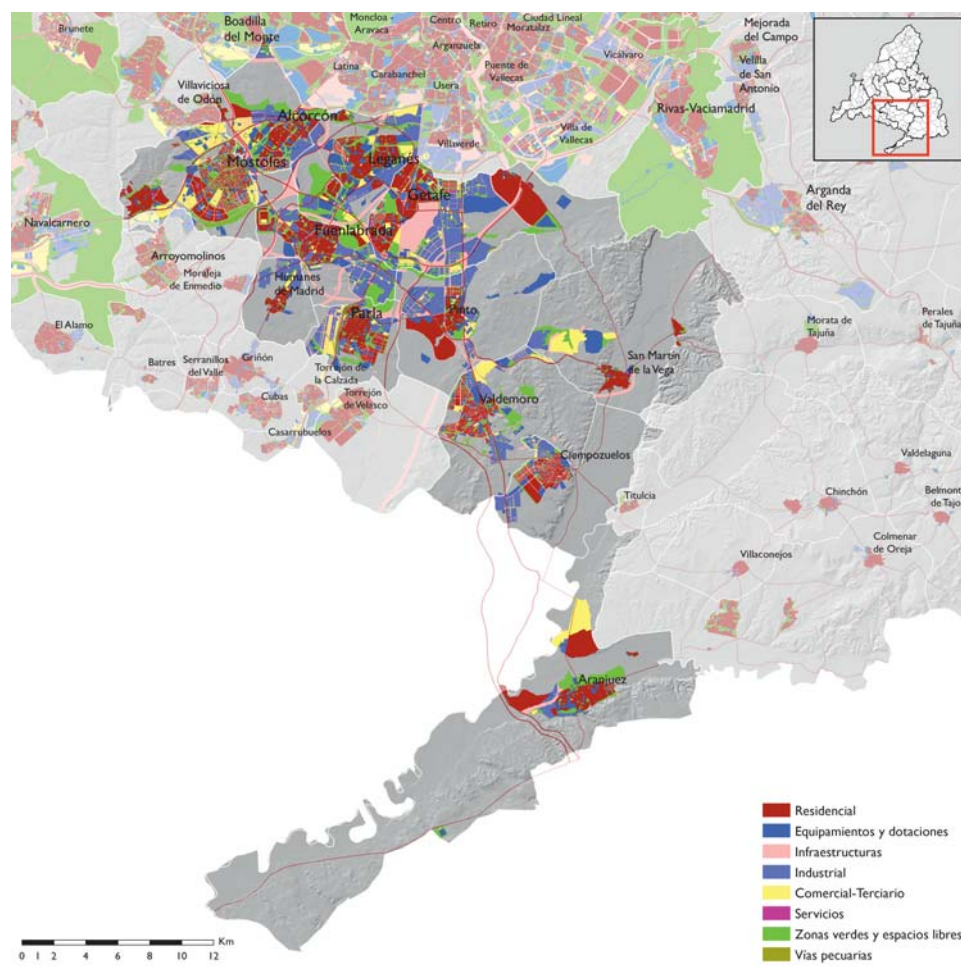 Brunete
Boadilla
del Monte
Moncloa -
Aravaca
Centro
Retiro
Ciudad Lineal
Moratalaz
Mejorada
del Campo
Arganzuela
Latina
Carabanchel
Usera
Puente de
Vallecas
Vicálvaro
Velilla
de San
Antonio
Villaviciosa
de Odón
Alcorcón
Rivas-Vaciamadrid
Villaverde
Villa de
Vallecas
Móstoles
Leganés
Getafe
Arganda
del Rey
Navalcarnero
Fuenlabrada
Arroyomolinos
Moraleja
de Enmedio
Humanes
de Madrid
Parla
Pinto
El Alamo
Morata de
Tajuña
Perales
de Tajuña
Batres
Serranillos
del Valle
Griñón
Torrejón de
la Calzada
San Martín
de la Vega
Cubas
Torrejón
de Velasco
Valdemoro
Casarrubuelos
Ciempozuelos
Valdelaguna
Titulcia
Chinchón
Belmont
de Tajo
Villaconejos
Colmenar
de Oreja
Aranjuez
Residencial
Equipamientos y dotaciones
Infraestructuras
Industrial
Comercial-Terciario
Servicios
Zonas verdes y espacios libres
Vías pecuarias
Km
0 1 2 4 6 8 10 12